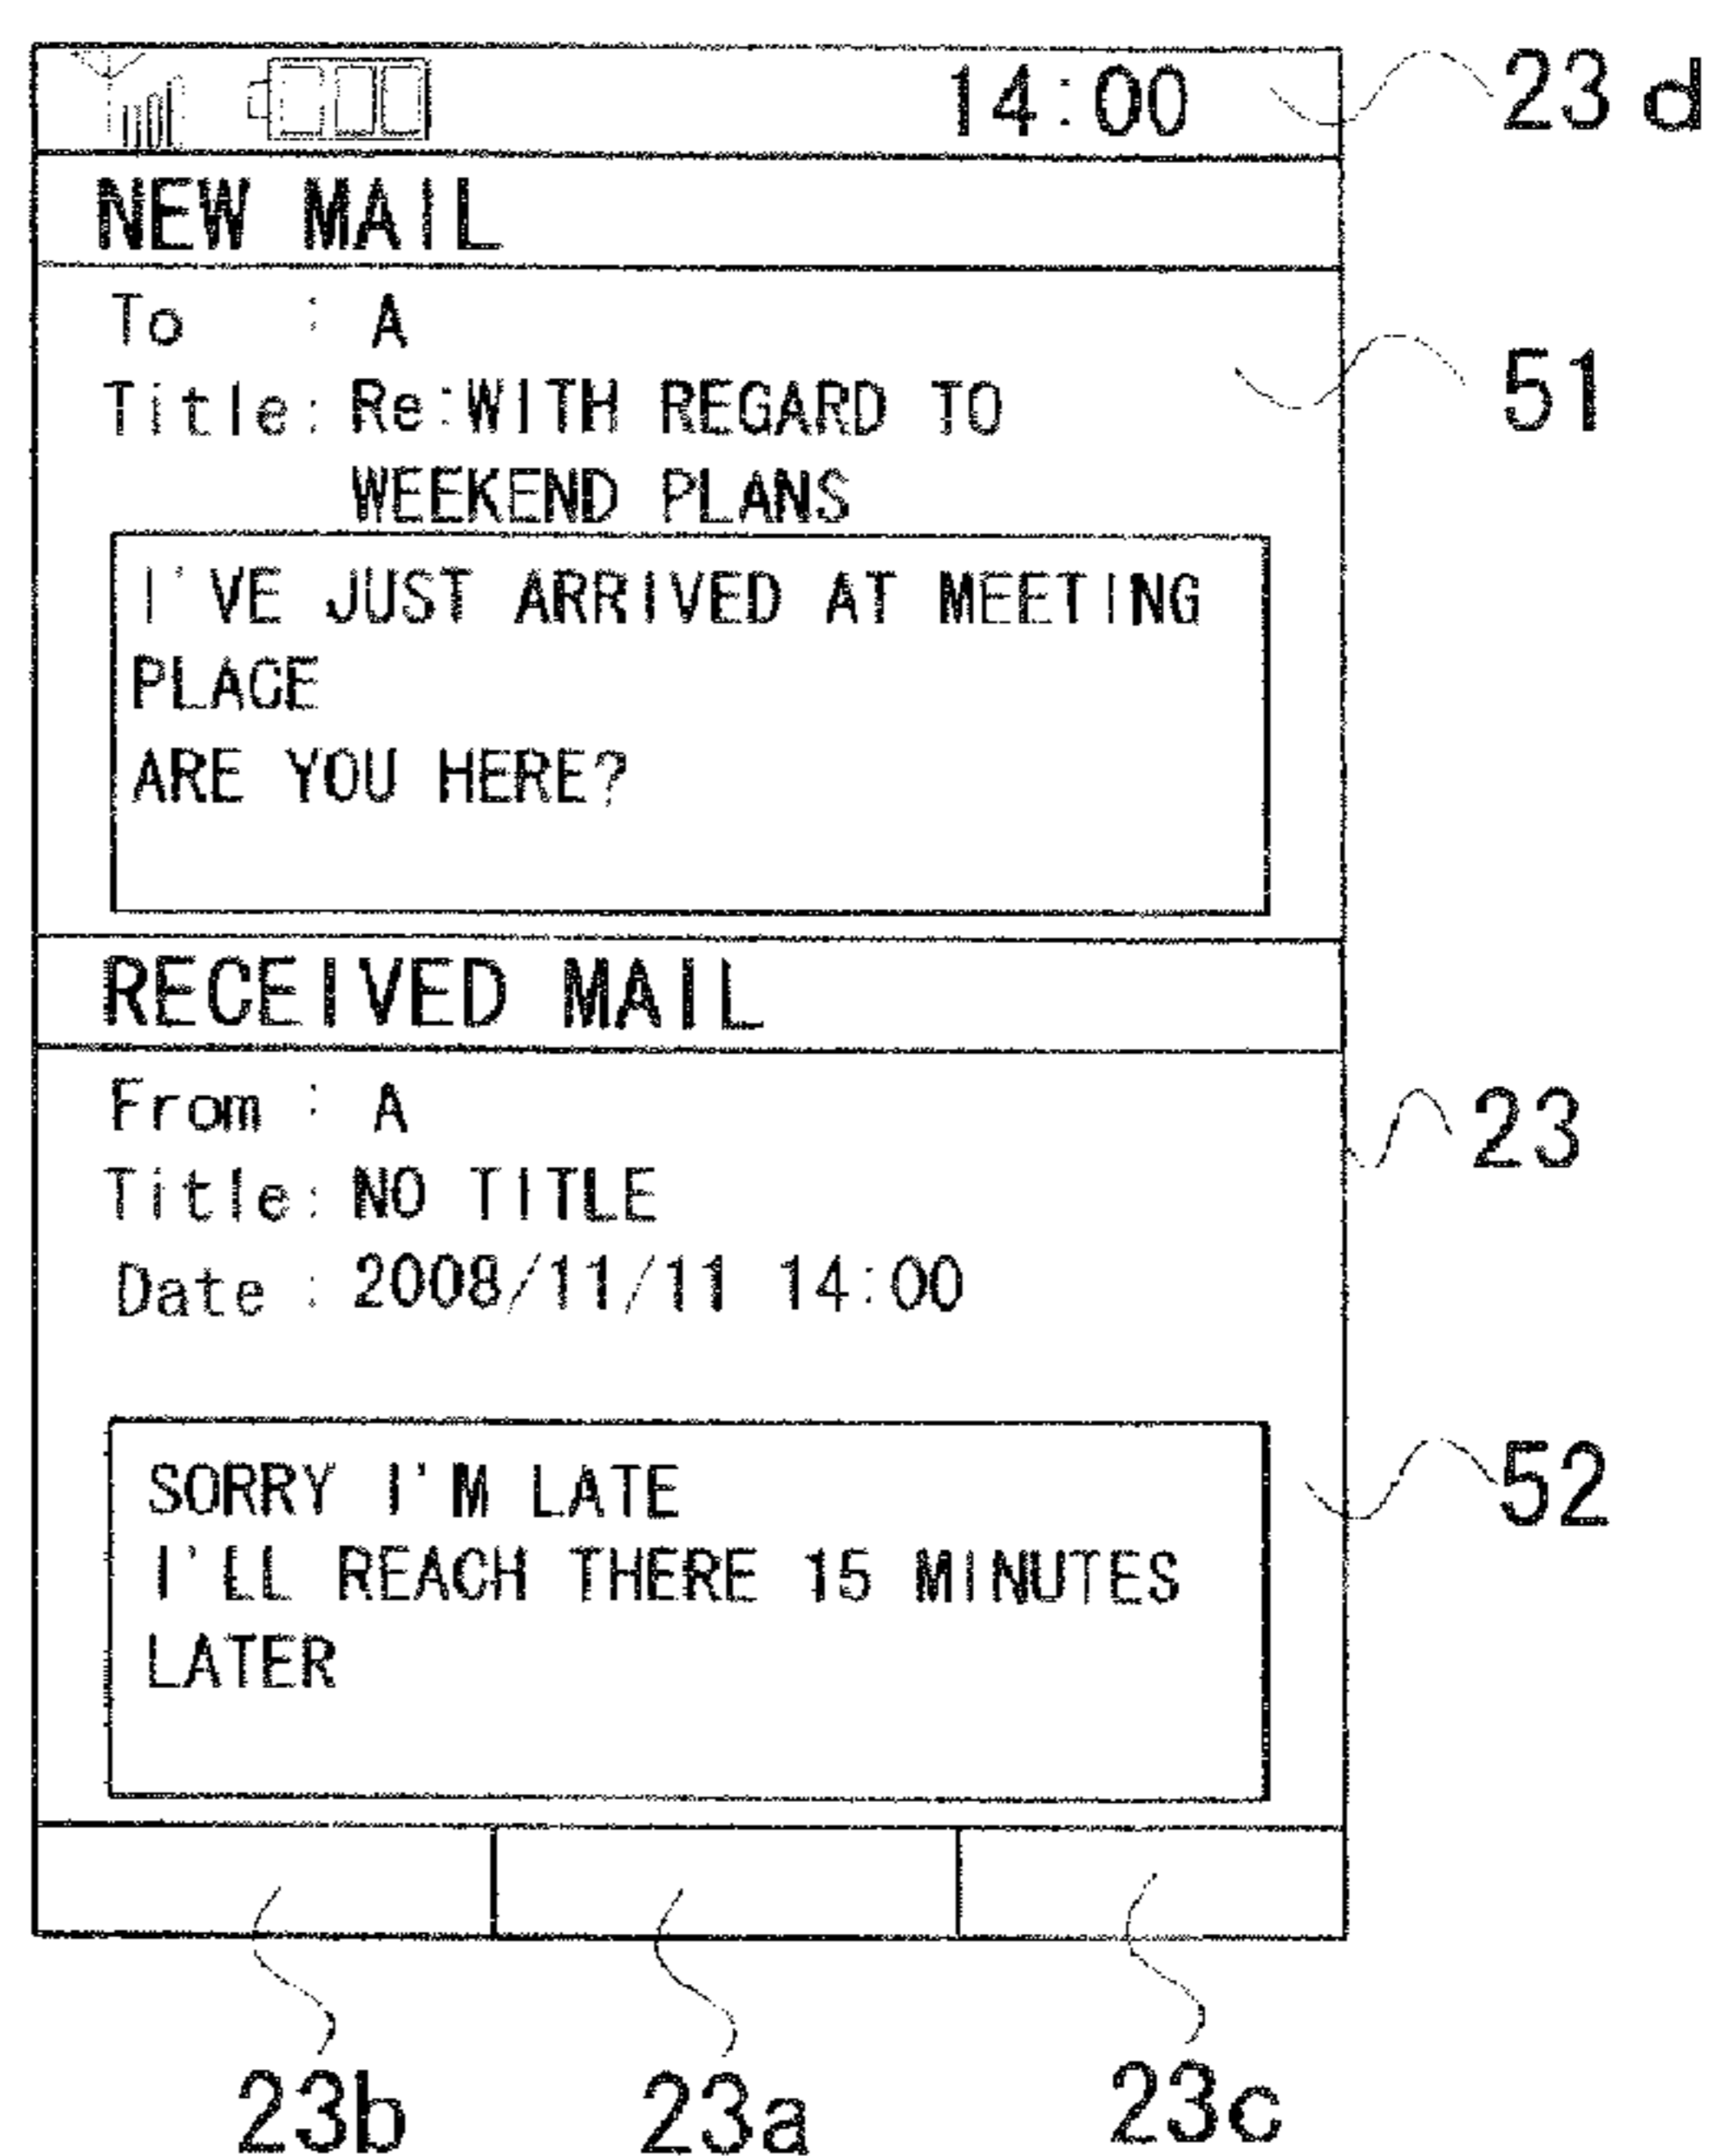 14:00 23d
NEW MAIL
To : A
Title: Re:WITH REGARD TO 51
WEEKEND PLANS
I'VE JUST ARRIVED AT MEETING
PLACE
ARE YOU HERE?
RECEIVED MAIL
From : A 23
Title: NO TITLE
Date : 2008/11/11 14:00
SORRY I'M LATE 52
I'LL REACH THERE 15 MINUTES
LATER
23b 23a 23c